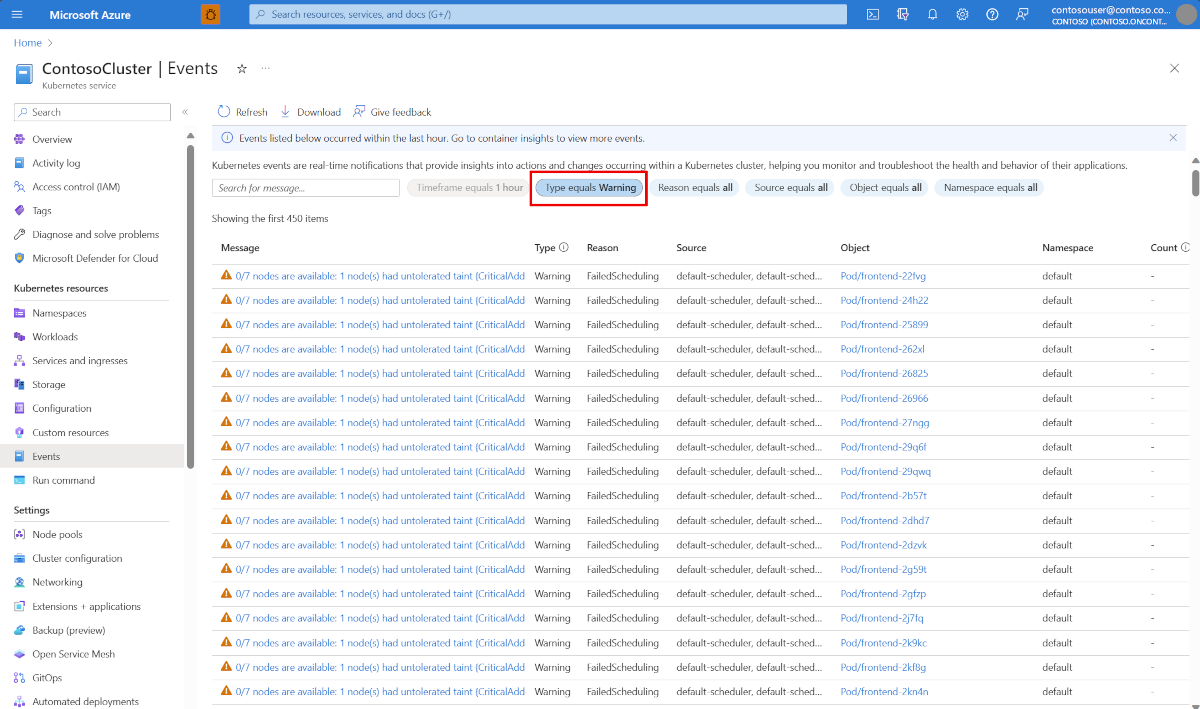 Microsoft Azure
Search resources, services, and docs (G+/)
contosouser@contoso.co...
CONTOSO (CONTOSO.ONCONT...
Home
ContosoCluster | Events
Kubernetes service
Search
Overview
Activity log
Access control (IAM)
Tags
Diagnose and solve problems
Microsoft Defender for Cloud
Kubernetes resources
Namespaces
Workloads
Services and ingresses
Storage
Configuration
Custom resources
Events
Run command
Settings
Node pools
Cluster configuration
Networking
Extensions + applications
Backup (preview)
Open Service Mesh
GitOps
Automated deployments
Refresh Download Give feedback
Events listed below occurred within the last hour. Go to container insights to view more events.
Kubernetes events are real-time notifications that provide insights into actions and changes occurring within a Kubernetes cluster, helping you monitor and troubleshoot the health and behavior of their applications.
Search for message... Timeframe equals 1 hour Type equals Warning Reason equals all Source equals all Object equals all Namespace equals all
Showing the first 450 items
Message Type Reason Source Object Namespace Count
0/7 nodes are available: 1 node(s) had untolerated taint {CriticalAdd Warning FailedScheduling default-scheduler, default-sched... Pod/frontend-22fvg default -
0/7 nodes are available: 1 node(s) had untolerated taint {CriticalAdd Warning FailedScheduling default-scheduler, default-sched... Pod/frontend-24h22 default -
0/7 nodes are available: 1 node(s) had untolerated taint {CriticalAdd Warning FailedScheduling default-scheduler, default-sched... Pod/frontend-25899 default -
0/7 nodes are available: 1 node(s) had untolerated taint {CriticalAdd Warning FailedScheduling default-scheduler, default-sched... Pod/frontend-262xl default -
0/7 nodes are available: 1 node(s) had untolerated taint {CriticalAdd Warning FailedScheduling default-scheduler, default-sched... Pod/frontend-26825 default -
0/7 nodes are available: 1 node(s) had untolerated taint {CriticalAdd Warning FailedScheduling default-scheduler, default-sched... Pod/frontend-26966 default -
0/7 nodes are available: 1 node(s) had untolerated taint {CriticalAdd Warning FailedScheduling default-scheduler, default-sched... Pod/frontend-27ngg default -
0/7 nodes are available: 1 node(s) had untolerated taint {CriticalAdd Warning FailedScheduling default-scheduler, default-sched... Pod/frontend-29q6f default -
0/7 nodes are available: 1 node(s) had untolerated taint {CriticalAdd Warning FailedScheduling default-scheduler, default-sched... Pod/frontend-29qwq default -
0/7 nodes are available: 1 node(s) had untolerated taint {CriticalAdd Warning FailedScheduling default-scheduler, default-sched... Pod/frontend-2b57t default -
0/7 nodes are available: 1 node(s) had untolerated taint {CriticalAdd Warning FailedScheduling default-scheduler, default-sched... Pod/frontend-2dhd7 default -
0/7 nodes are available: 1 node(s) had untolerated taint {CriticalAdd Warning FailedScheduling default-scheduler, default-sched... Pod/frontend-2dzvk default -
0/7 nodes are available: 1 node(s) had untolerated taint {CriticalAdd Warning FailedScheduling default-scheduler, default-sched... Pod/frontend-2g59t default -
0/7 nodes are available: 1 node(s) had untolerated taint {CriticalAdd Warning FailedScheduling default-scheduler, default-sched... Pod/frontend-2gfzp default -
0/7 nodes are available: 1 node(s) had untolerated taint {CriticalAdd Warning FailedScheduling default-scheduler, default-sched... Pod/frontend-2j7fq default -
0/7 nodes are available: 1 node(s) had untolerated taint {CriticalAdd Warning FailedScheduling default-scheduler, default-sched... Pod/frontend-2k9kc default -
0/7 nodes are available: 1 node(s) had untolerated taint {CriticalAdd Warning FailedScheduling default-scheduler, default-sched... Pod/frontend-2kf8g default -
0/7 nodes are available: 1 node(s) had untolerated taint {CriticalAdd Warning FailedScheduling default-scheduler, default-sched... Pod/frontend-2kn4n default -